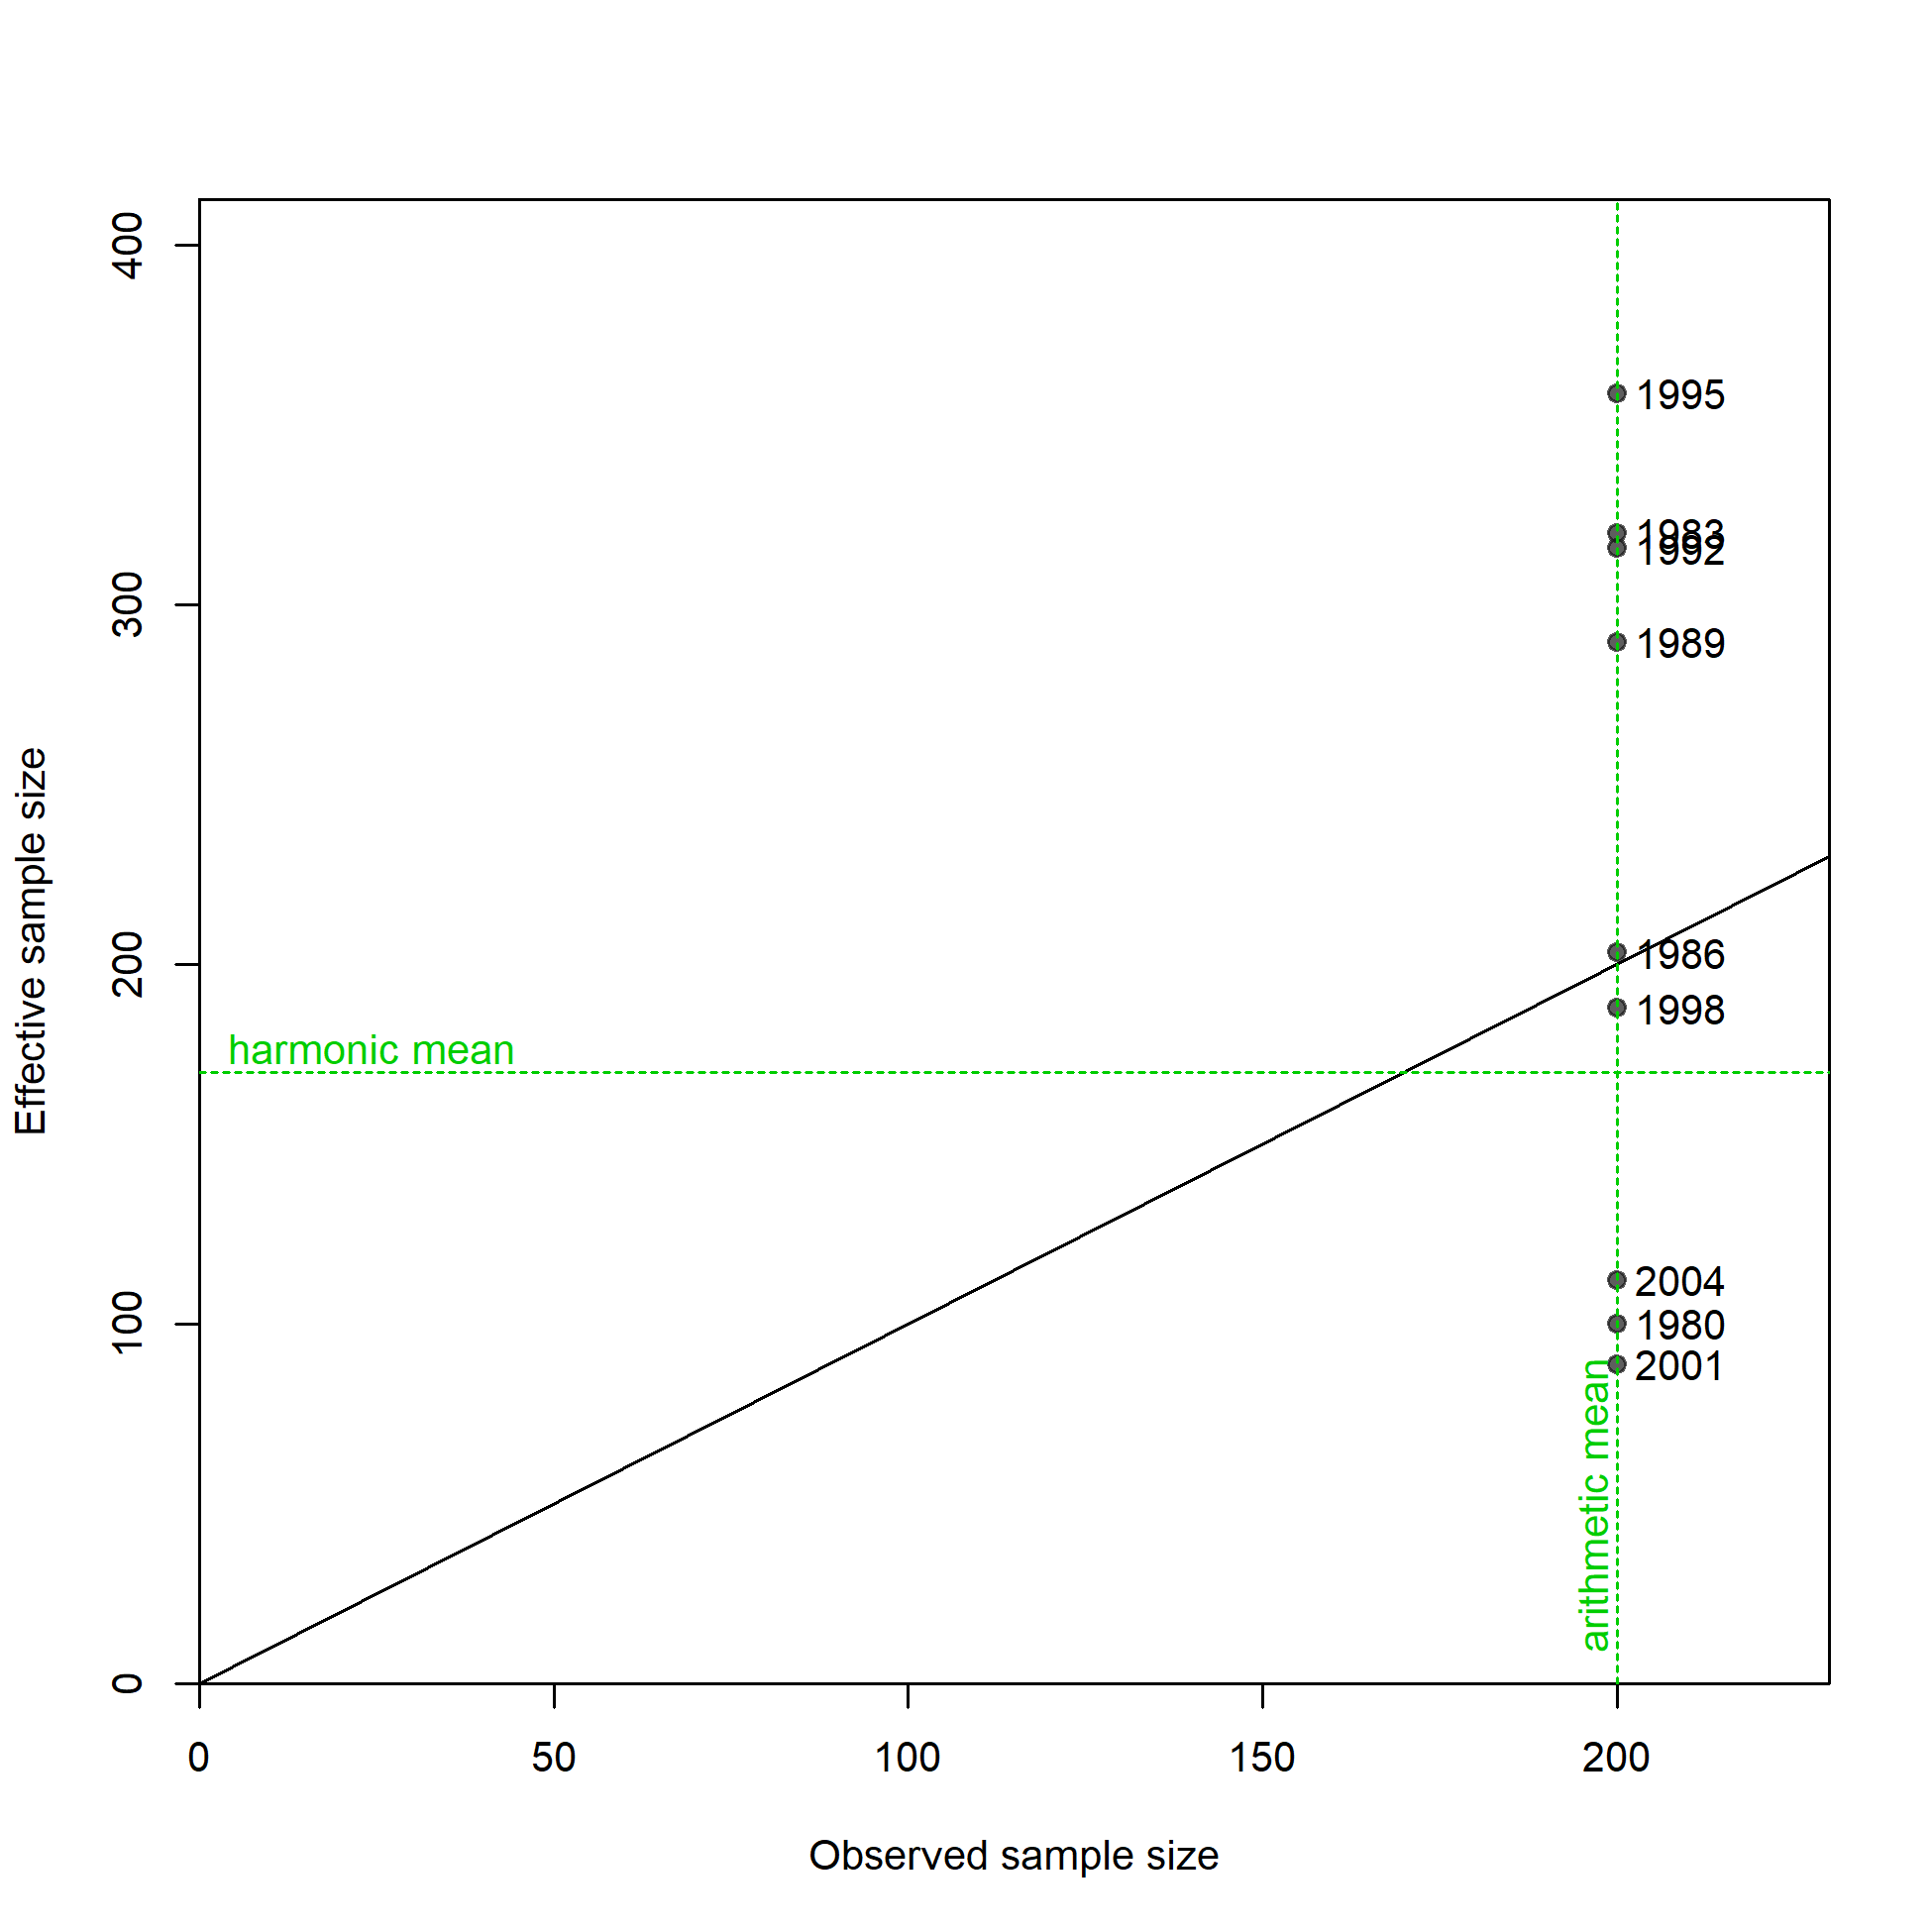 400
300
200
100
0
Effective sample size
1995
1983
1992
1989
1986
1998
harmonic mean
2004
1980
2001
arithmetic mean
0 50 100 150 200
Observed sample size